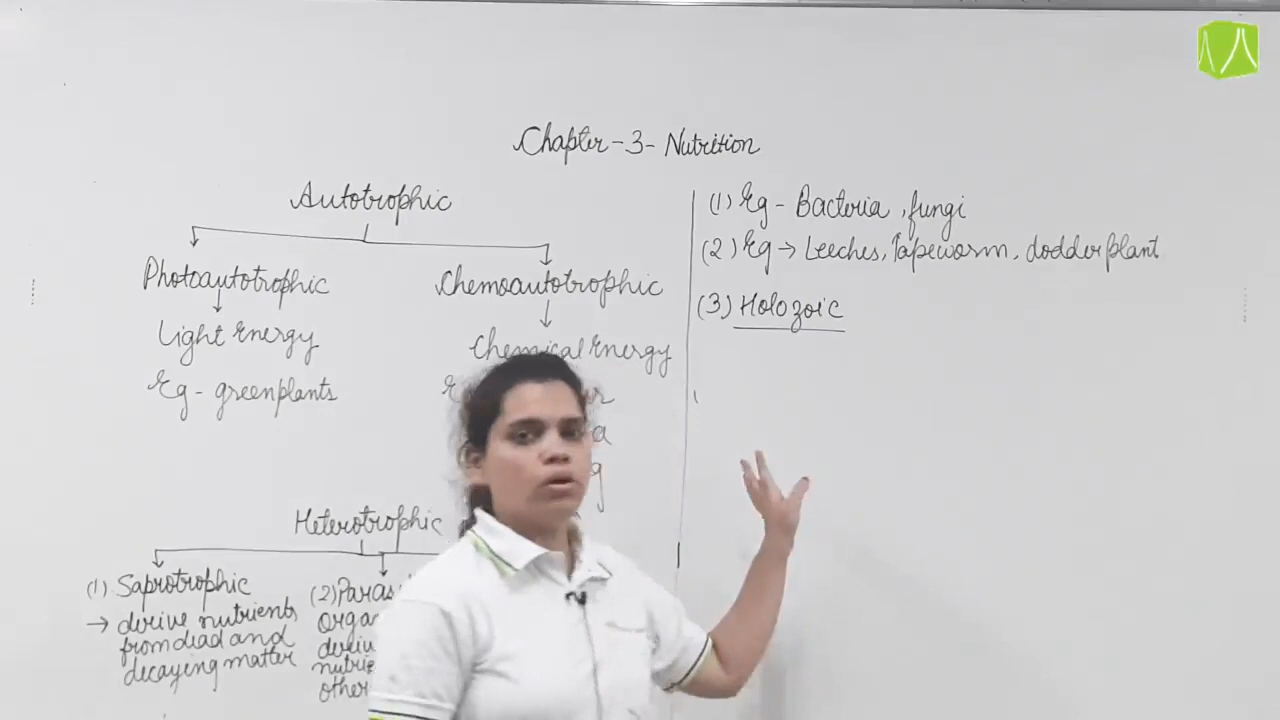 Chapter-3- Nutrition
Autotrophic
Photoautotrophic
Light Energy
Eg - greenplants
Chemoautotrophic
Chemical Energy
Heterotrophic
(1) Saprotrophic
→ derive nutrients
from dead and
decaying matter
(2)
(1) Eg - Bacteria, fungi
(2) Eg → Leeches, Tapeworm, dodder plant
(3) Holozoic